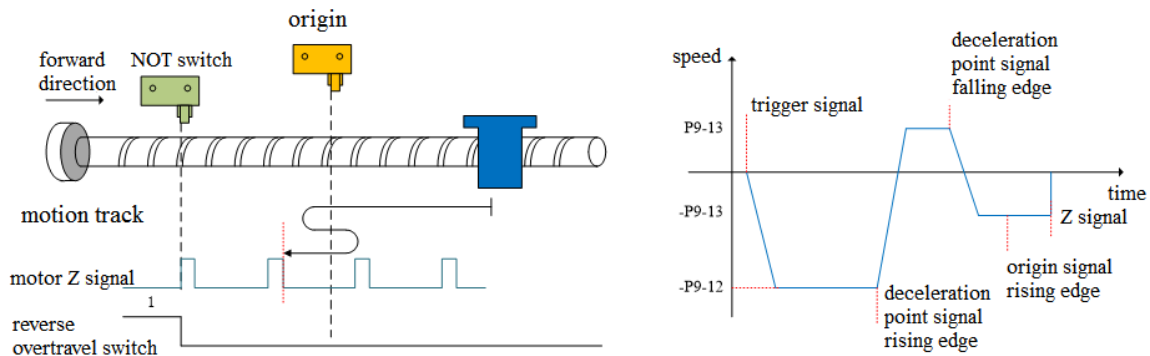 origin
forward
direction
NOT switch
motion track
motor Z signal
1
reverse
overtravel switch
speed
deceleration
point signal
falling edge
trigger signal
P9-13
time
-P9-13
Z signal
origin signal
rising edge
-P9-12
deceleration
point signal
rising edge